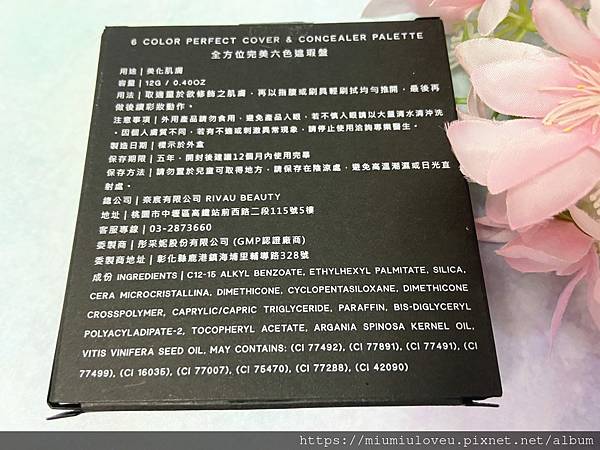 6 COLOR PERFECT COVER & CONCEALER PALETTE
全方位完美六色遮瑕盤
用途 | 美化肌膚
容量 | 12G / 0.40OZ
用法 | 取適量於欲修飾之肌膚，再以指腹或刷具輕拭均勻推開，最後再
做後續彩妝動作。
注意事項 | 外用產品請勿食用，避免產品入眼，若不慎入眼請以大量清水清沖洗
。因個人膚質不同，若有不適或刺激異常現象，請停止使用洽詢專業醫生。
製造日期 | 標示於外盒
保存期限 | 五年，開封後建議12個月內使用完畢
保存方法 | 請勿置於兒童可取得地方，請保存在陰涼處，避免高溫潮濕或日光直
射處。
總公司 | 奈宸有限公司 RIVAU BEAUTY
地址 | 桃園市中壢區高鐵站前西路二段115號5樓
客服專線 | 03-2873660
委製商 | 彤采妮股份有限公司 (GMP認證廠商)
委製商地址 | 彰化縣鹿港鎮海埔里輔導路328號
成份 INGREDIENTS | C12-15 ALKYL BENZOATE, ETHYLHEXYL PALMITATE, SILICA,
CERA MICROCRISTALLINA, DIMETHICONE, CYCLOPENTASILOXANE, DIMETHICONE
CROSSPOLYMER, CAPRYLIC/CAPRIC TRIGLYCERIDE, PARAFFIN, BIS-DIGLYCERYL
POLYACYLADIPATE-2, TOCOPHERYL ACETATE, ARGANIA SPINOSA KERNEL OIL,
VITIS VINIFERA SEED OIL, MAY CONTAINS: (CI 77492), (CI 77891), (CI 77491), (CI
77499), (CI 16035), (CI 77007), (CI 75470), (CI 77288), (CI 42090)
https://miumiuloveu.pixnet.net/album